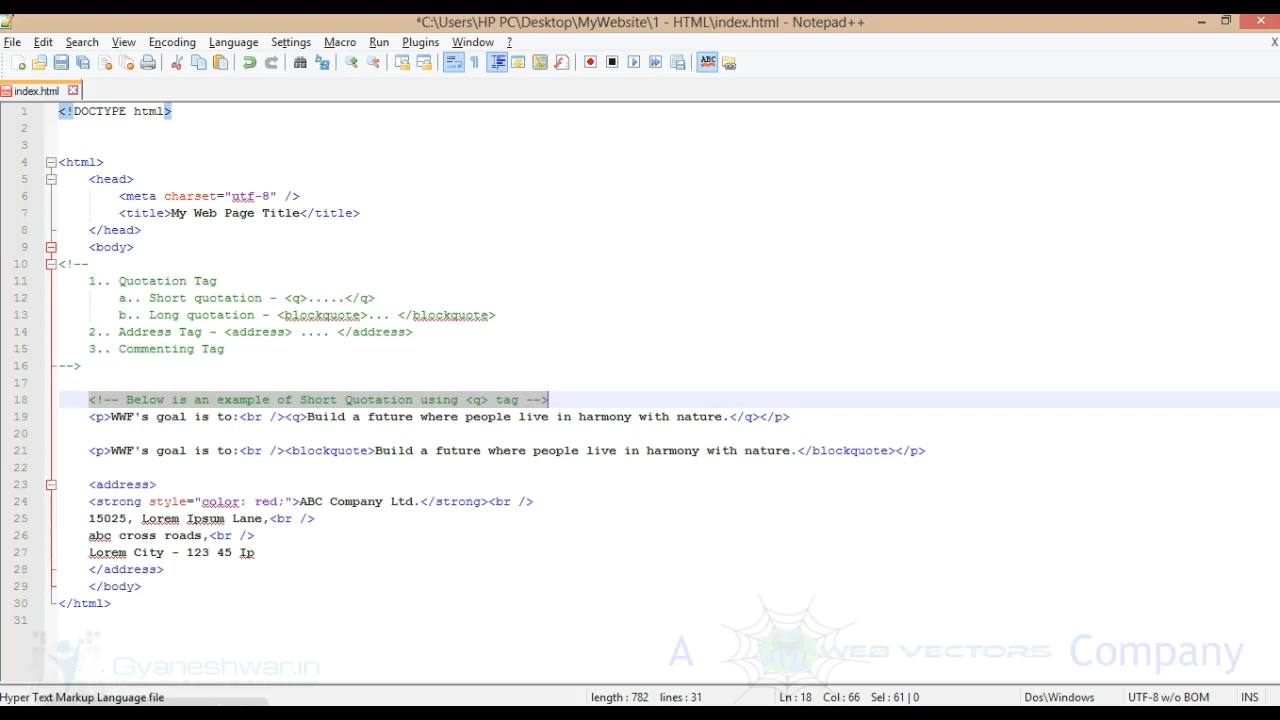 *C:\Users\HP PC\Desktop\MyWebsite\1 - HTML\index.html - Notepad++
File Edit Search View Encoding Language Settings Macro Run Plugins Window ? X
ABC
index.html
1 <!DOCTYPE html>
2
3
4 <html>
5 <head>
6 <meta charset="utf-8" />
7 <title>My Web Page Title</title>
8 </head>
9 <body>
10 <!--
11 1.. Quotation Tag
12 a.. Short quotation - <q>.....</q>
13 b.. Long quotation - <blockquote>... </blockquote>
14 2.. Address Tag - <address> .... </address>
15 3.. Commenting Tag
16 -->
17
18 <!-- Below is an example of Short Quotation using <q> tag -->
19 <p>WWF's goal is to:<br /><q>Build a future where people live in harmony with nature.</q></p>
20
21 <p>WWF's goal is to:<br /><blockquote>Build a future where people live in harmony with nature.</blockquote></p>
22
23 <address>
24 <strong style="color: red;">ABC Company Ltd.</strong><br />
25 15025, Lorem Ipsum Lane,<br />
26 abc cross roads,<br />
27 Lorem City - 123 45 Ip
28 </address>
29 </body>
30 </html>
31
Gyaneshwar.in
A WEB VECTORS Company
Hyper Text Markup Language file length : 782 lines : 31 Ln : 18 Col : 66 Sel : 61 | 0 Dos\Windows UTF-8 w/o BOM INS